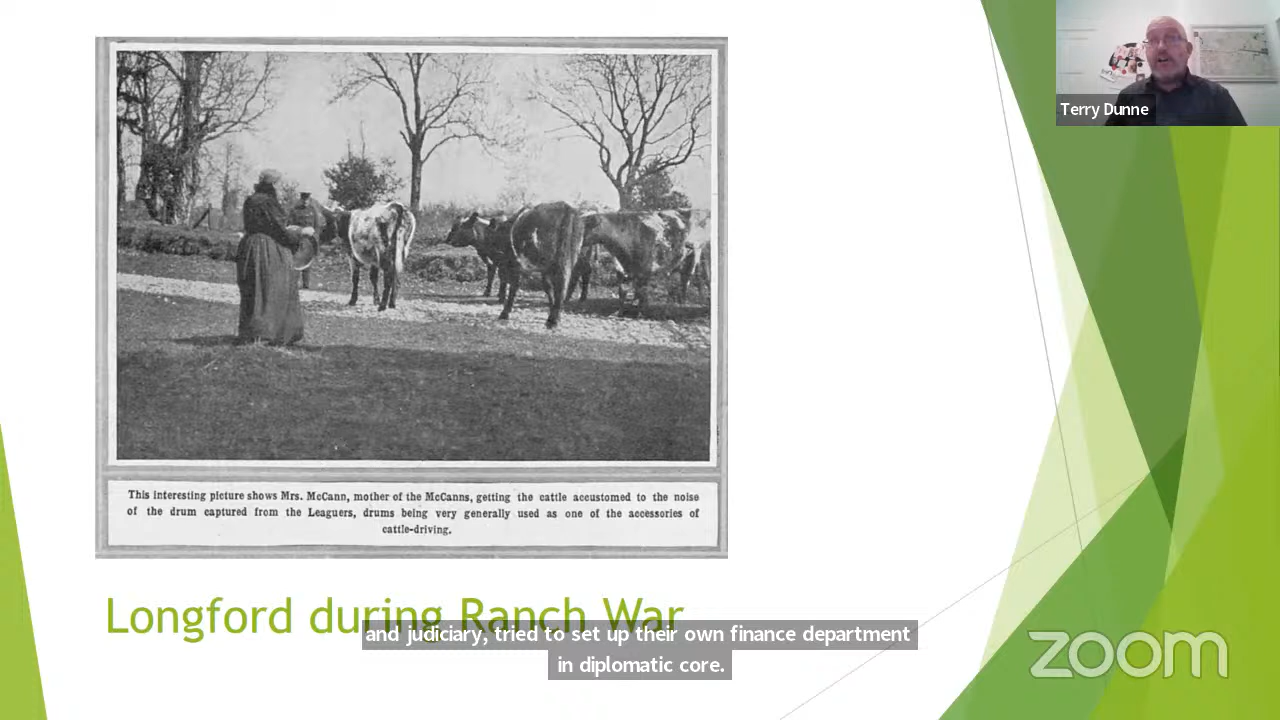 Terry Dunne
This interesting picture shows Mrs. McCann, mother of the McCanns, getting the cattle accustomed to the noise
of the drum captured from the Leaguers, drums being very generally used as one of the accessories of
cattle-driving.
Longford during Ranch War
and judiciary, tried to set up their own finance department
in diplomatic core.
zoom